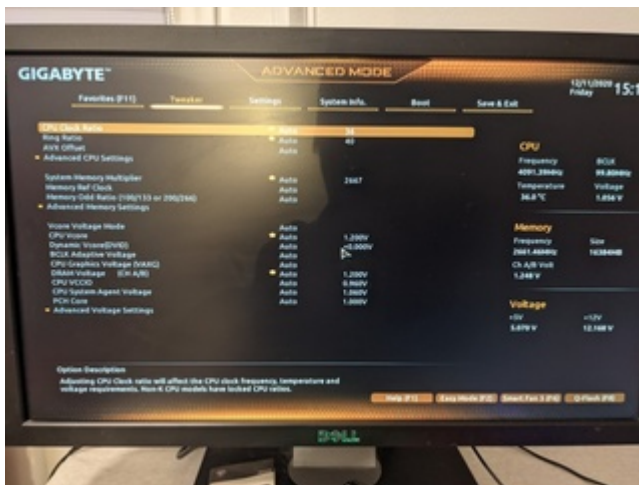 GIGABYTE™
ADVANCED MODE
12/11/2020
Friday
15:1
Favorites (F11) Tweaker Settings System Info. Boot Save & Exit
CPU Clock Ratio Auto
Ring Ratio Auto 40
AVX Offset Auto
Advanced CPU Settings
System Memory Multiplier Auto 2667
Memory Ref Clock Auto
Memory Odd Ratio (100/133 or 200/266) Auto
Advanced Memory Settings
Vcore Voltage Mode Auto
CPU Vcore Auto 1.200V
Dynamic Vcore(DVID) Auto +0.000V
BCLK Adaptive Voltage Auto
CPU Graphics Voltage (VAXG) Auto
DRAM Voltage (CH A/B) Auto 1.200V
CPU VCCIO Auto 0.960V
CPU System Agent Voltage Auto 1.060V
PCH Core Auto 1.000V
Advanced Voltage Settings
CPU
Frequency BCLK
4091.39MHz 99.80MHz
Temperature Voltage
36.0 °C 1.056 V
Memory
Frequency Size
2661.46MHz 16384MB
Ch A/B Volt
1.248 V
Voltage
+5V +12V
5.070 V 12.168 V
Option Description
Adjusting CPU Clock ratio will affect the CPU clock frequency, temperature and
voltage requirements. Non-K CPU models have locked CPU ratios.
Help (F1) Easy Mode (F2) Smart Fan 5 (F6) Q-Flash (F8)
DELL